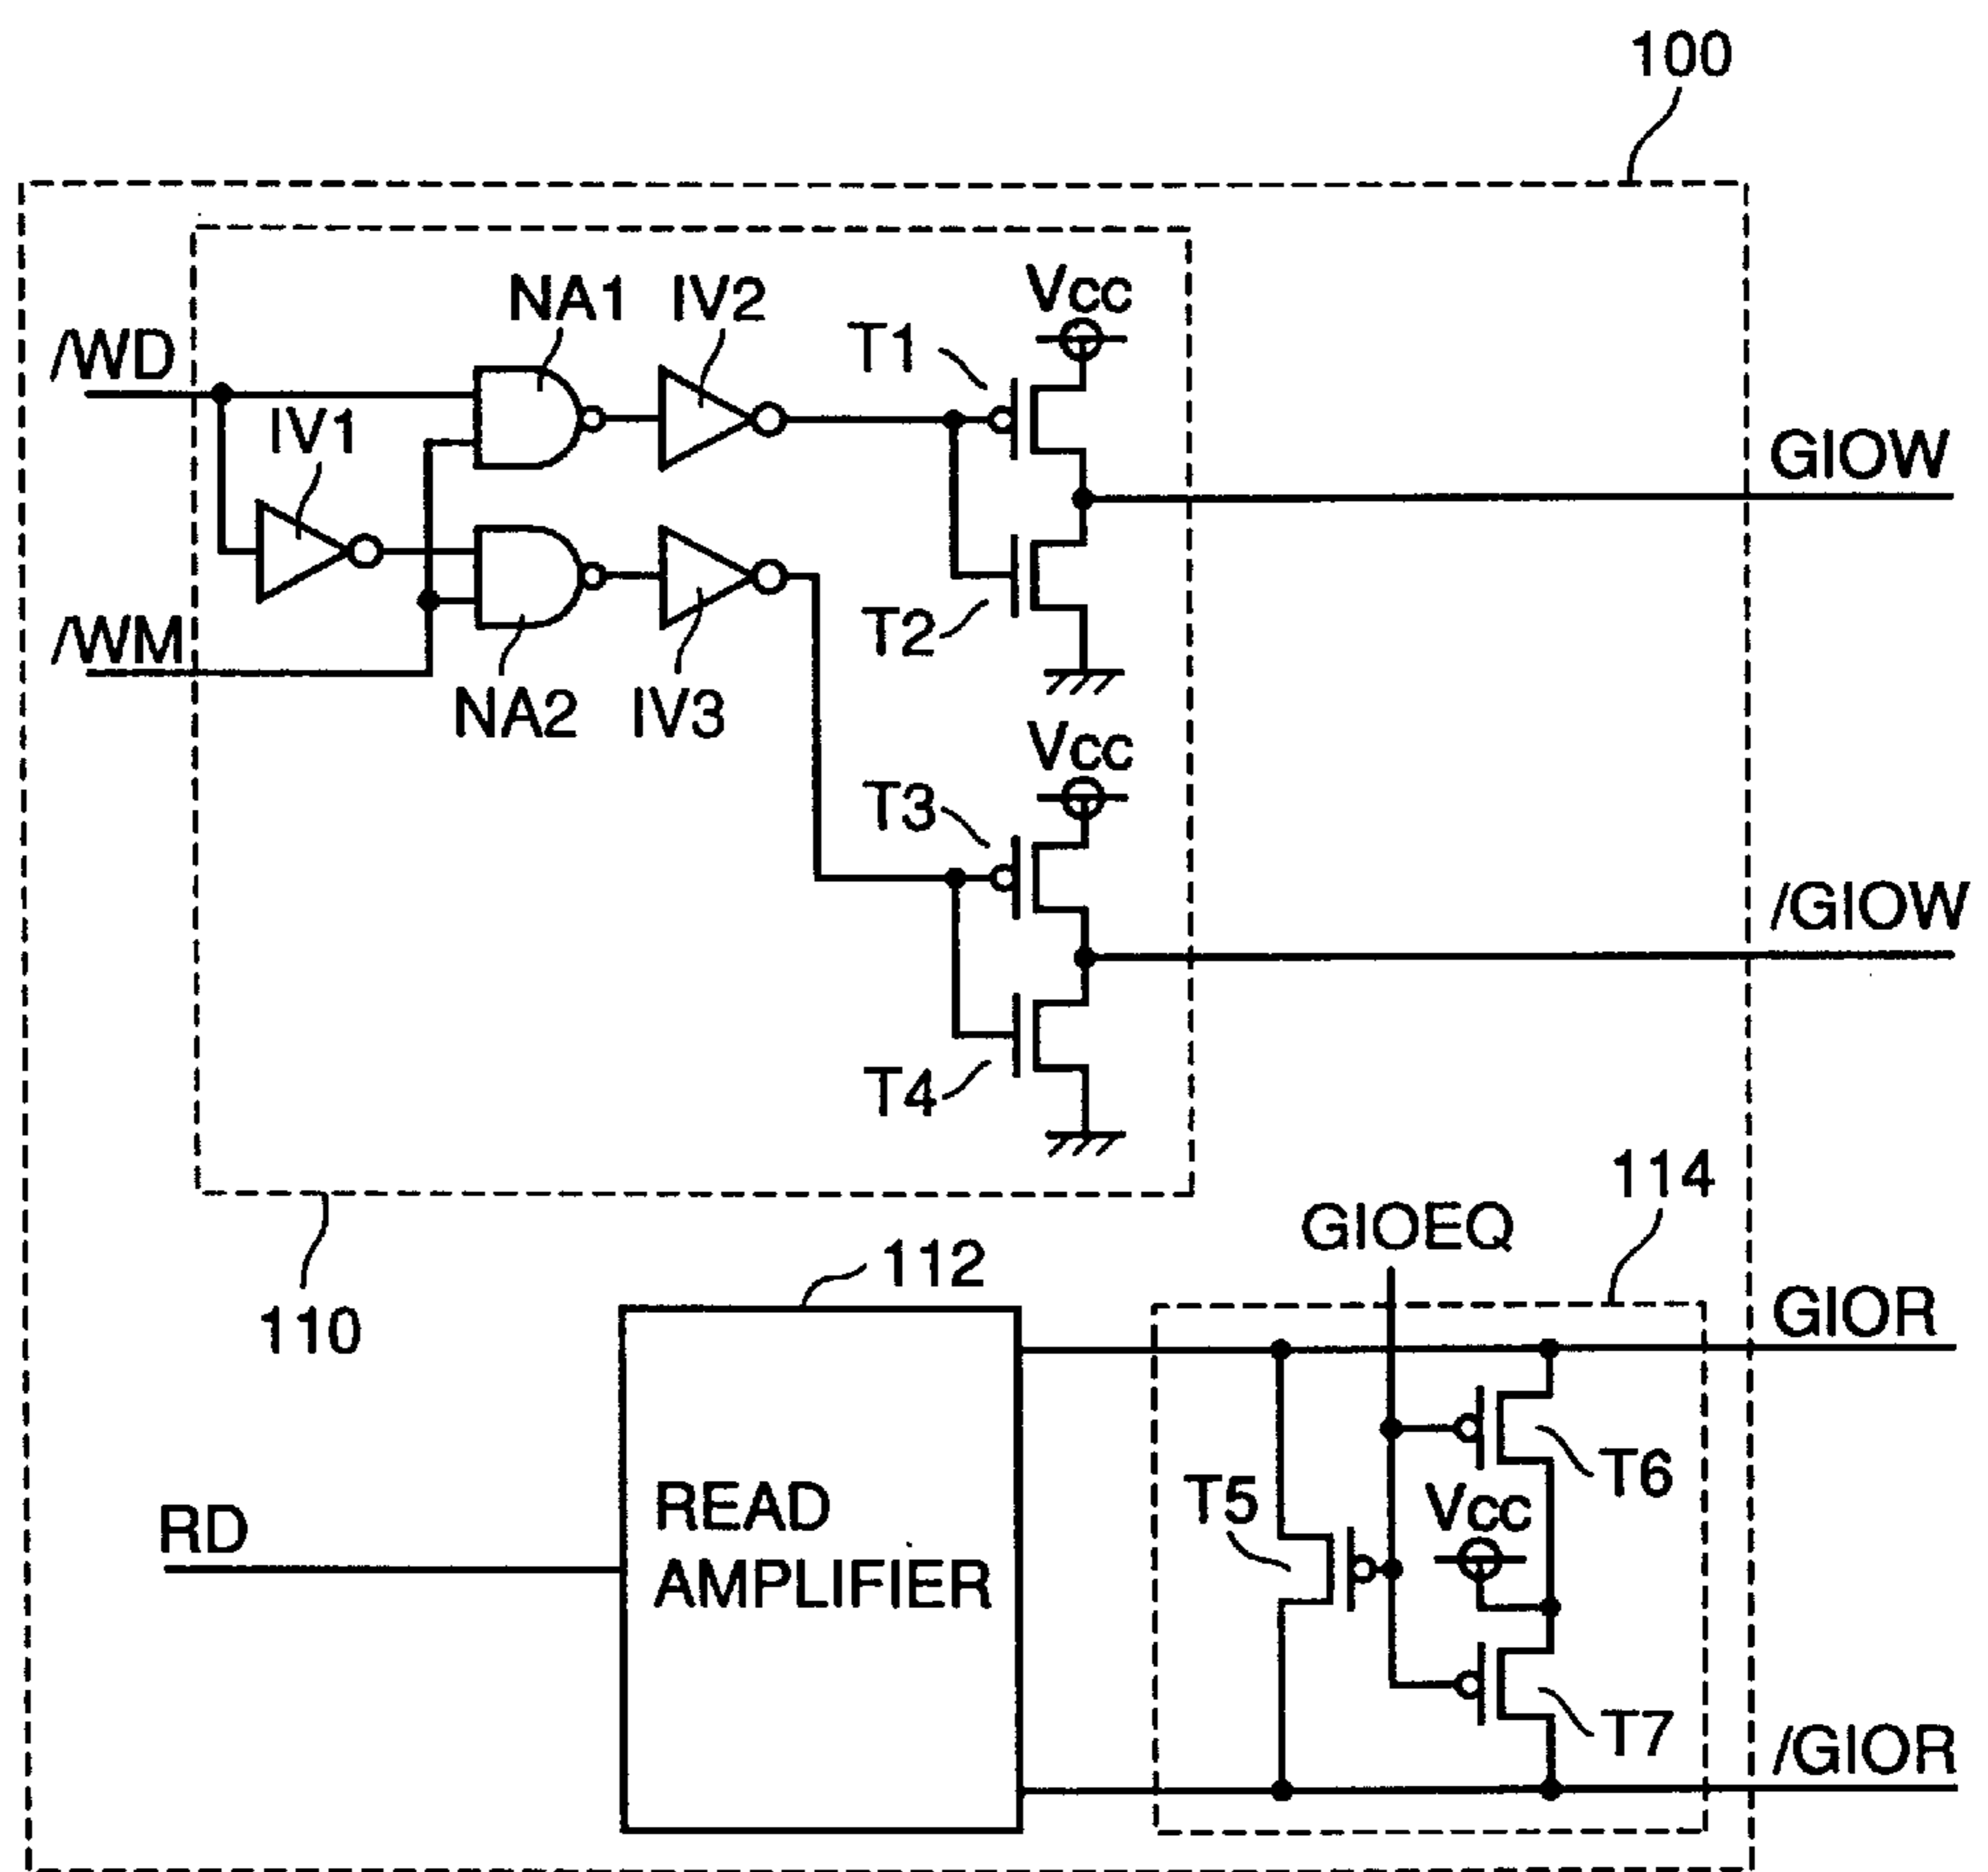 100
NA1 IV2 Vcc
/WD T1
IV1 GIOW
/WM T2
NA2 IV3 Vcc
T3
/GIOW
T4
114
GIOEQ
110 112 GIOR
T6
T5 Vcc
RD READ
AMPLIFIER
T7 /GIOR